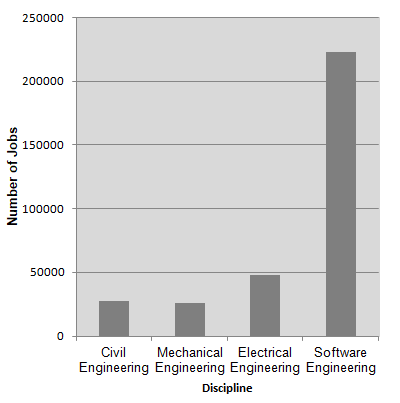 250000
200000
150000
100000
50000
0
Number of Jobs
Civil Engineering
Mechanical Engineering
Electrical Engineering
Software Engineering
Discipline